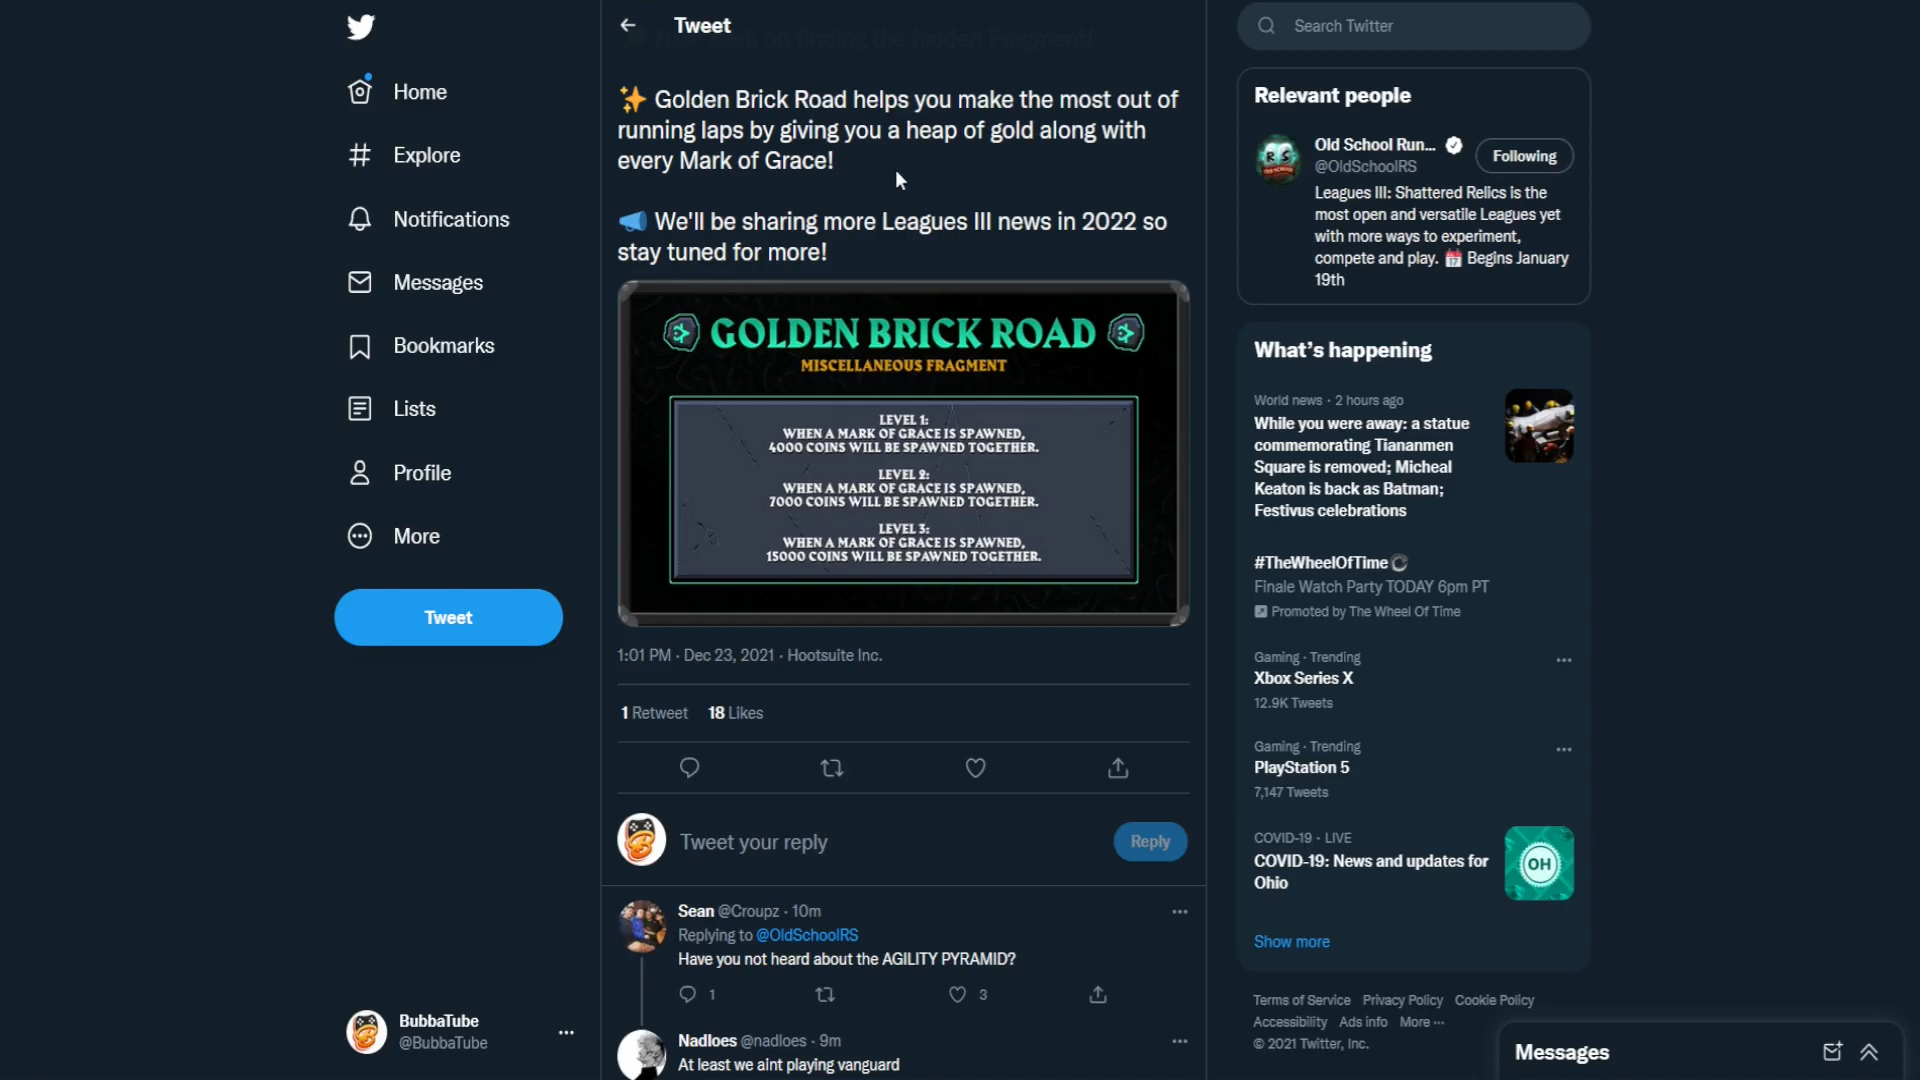 Home
Explore
Notifications
Messages
Bookmarks
Lists
Profile
More
Tweet
BubbaTube
@BubbaTube
Tweet
on finding the hidden Fragment!
Golden Brick Road helps you make the most out of
running laps by giving you a heap of gold along with
every Mark of Grace!
We'll be sharing more Leagues III news in 2022 so
stay tuned for more!
GOLDEN BRICK ROAD
MISCELLANEOUS FRAGMENT
LEVEL 1:
WHEN A MARK OF GRACE IS SPAWNED,
4000 COINS WILL BE SPAWNED TOGETHER.
LEVEL 2:
WHEN A MARK OF GRACE IS SPAWNED,
7000 COINS WILL BE SPAWNED TOGETHER.
LEVEL 3:
WHEN A MARK OF GRACE IS SPAWNED,
15000 COINS WILL BE SPAWNED TOGETHER.
1:01 PM · Dec 23, 2021 · Hootsuite Inc.
1 Retweet 18 Likes
Tweet your reply
Reply
Sean @Croupz · 10m
Replying to @OldSchoolRS
Have you not heard about the AGILITY PYRAMID?
1 3
Nadloes @nadloes · 9m
At least we aint playing vanguard
Search Twitter
Relevant people
Old School Run...
@OldSchoolRS
Following
Leagues III: Shattered Relics is the
most open and versatile Leagues yet
with more ways to experiment,
compete and play. 📅 Begins January
19th
What's happening
World news · 2 hours ago
While you were away: a statue
commemorating Tiananmen
Square is removed; Micheal
Keaton is back as Batman;
Festivus celebrations
#TheWheelOfTime
Finale Watch Party TODAY 6pm PT
Promoted by The Wheel Of Time
Gaming · Trending
Xbox Series X
12.9K Tweets
Gaming · Trending
PlayStation 5
7,147 Tweets
COVID-19 · LIVE
COVID-19: News and updates for
Ohio
OH
Show more
Terms of Service Privacy Policy Cookie Policy
Accessibility Ads info More ···
© 2021 Twitter, Inc.
Messages